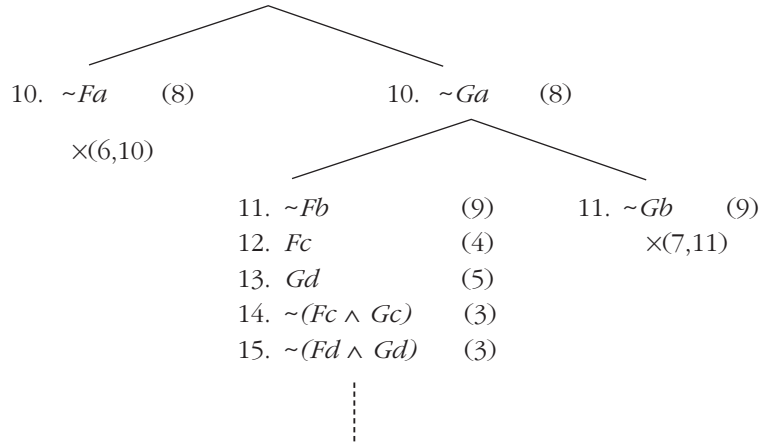 10. ~Fa (8) 10. ~Ga (8)
×(6,10)
11. ~Fb (9) 11. ~Gb (9)
12. Fc (4) ×(7,11)
13. Gd (5)
14. ~(Fc ∧ Gc) (3)
15. ~(Fd ∧ Gd) (3)